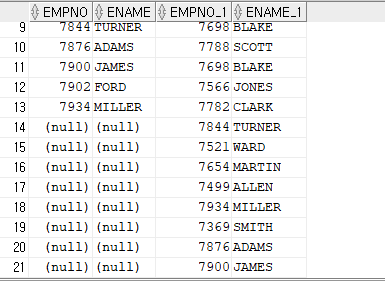 EMPNO ENAME EMPNO_1 ENAME_1
9 7844 TURNER 7698 BLAKE
10 7876 ADAMS 7788 SCOTT
11 7900 JAMES 7698 BLAKE
12 7902 FORD 7566 JONES
13 7934 MILLER 7782 CLARK
14 (null) (null) 7844 TURNER
15 (null) (null) 7521 WARD
16 (null) (null) 7654 MARTIN
17 (null) (null) 7499 ALLEN
18 (null) (null) 7934 MILLER
19 (null) (null) 7369 SMITH
20 (null) (null) 7876 ADAMS
21 (null) (null) 7900 JAMES